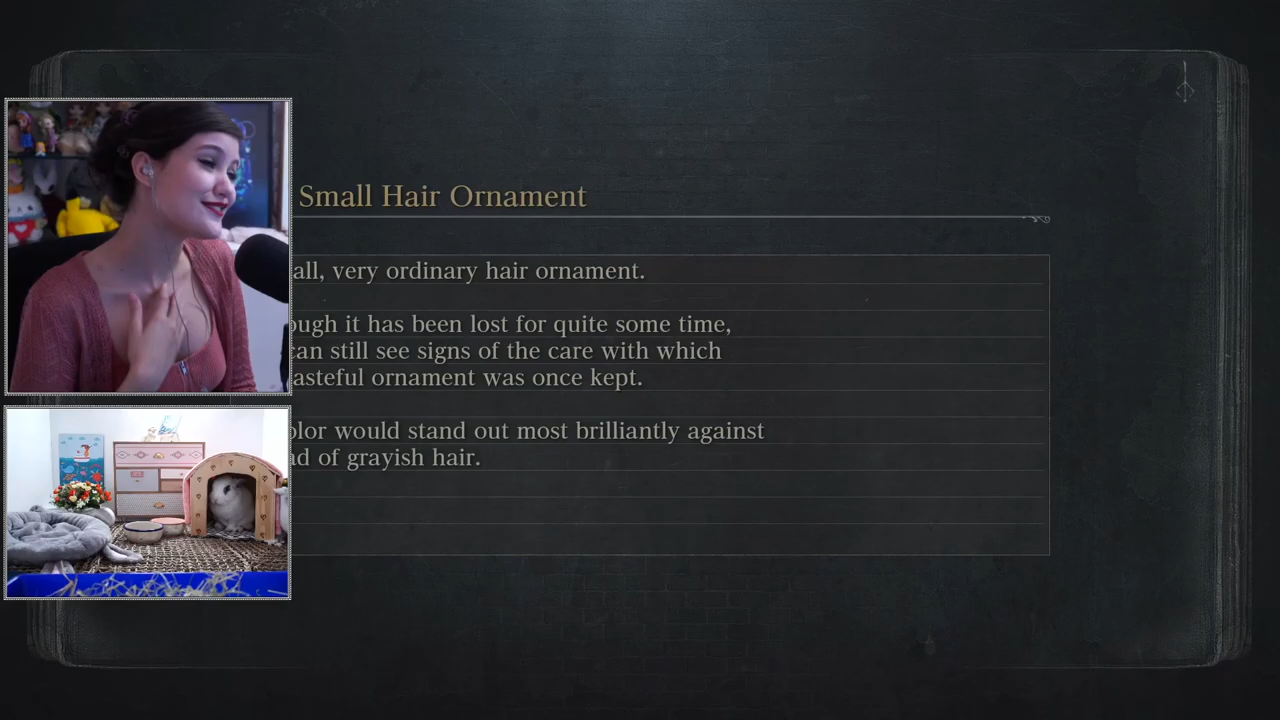 Small Hair Ornament
all, very ordinary hair ornament.
ough it has been lost for quite some time,
can still see signs of the care with which
asteful ornament was once kept.
olor would stand out most brilliantly against
ad of grayish hair.